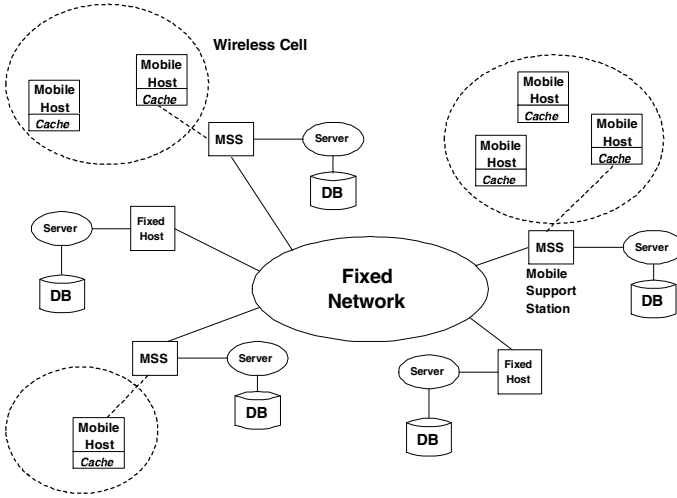 Wireless Cell
Mobile
Host
Cache
Mobile
Host
Cache
MSS
Server
DB
Mobile
Host
Cache
Mobile
Host
Cache
Mobile
Host
Cache
MSS
Mobile
Support
Station
Server
DB
Server
Fixed
Host
DB
Fixed
Network
MSS
Server
DB
Mobile
Host
Cache
Server
Fixed
Host
DB